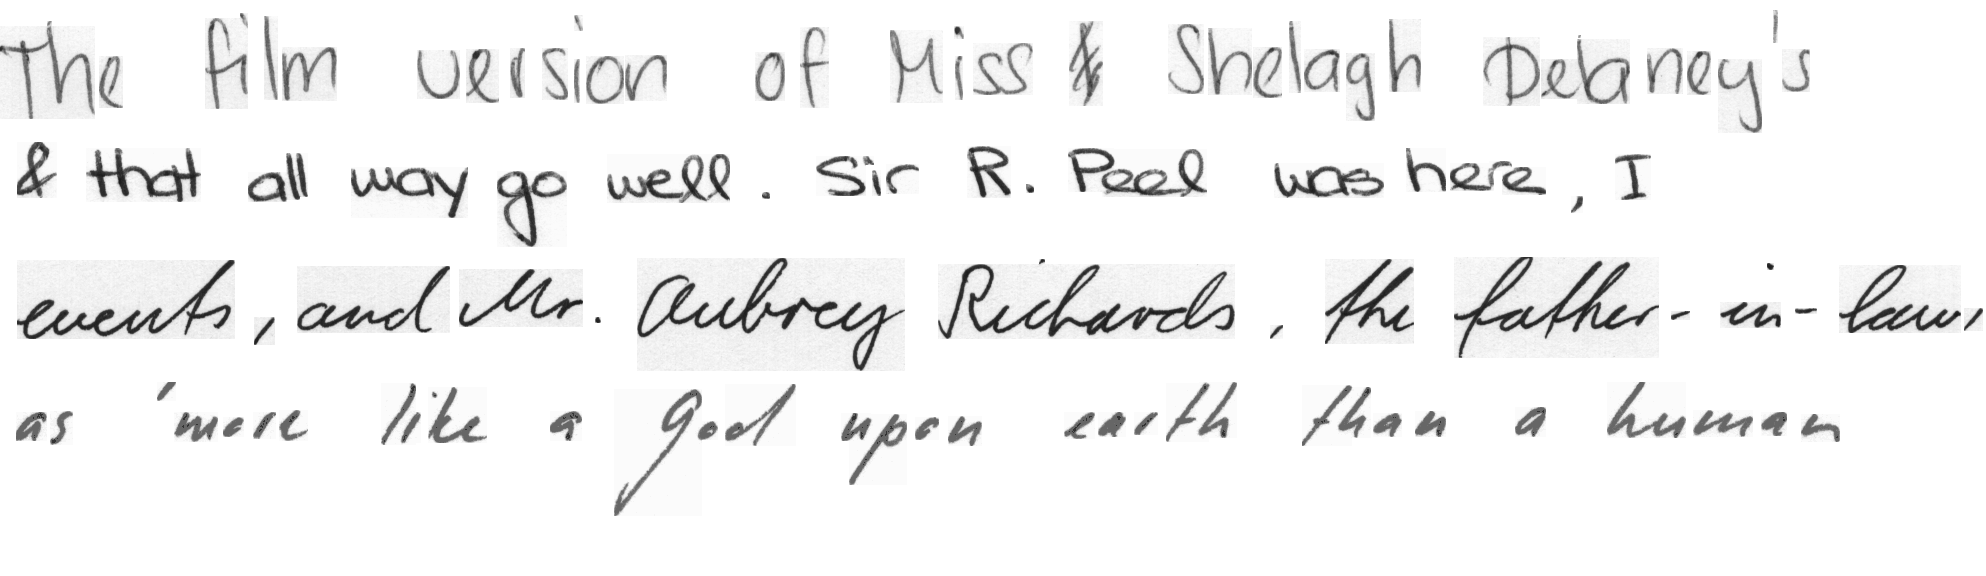 The film version of Miss Shelagh Delaney's
& that all way go well. Sir R. Peel was here, I
events, and Mr. Aubrey Richards, the father-in-law,
as 'more like a god upon earth than a human